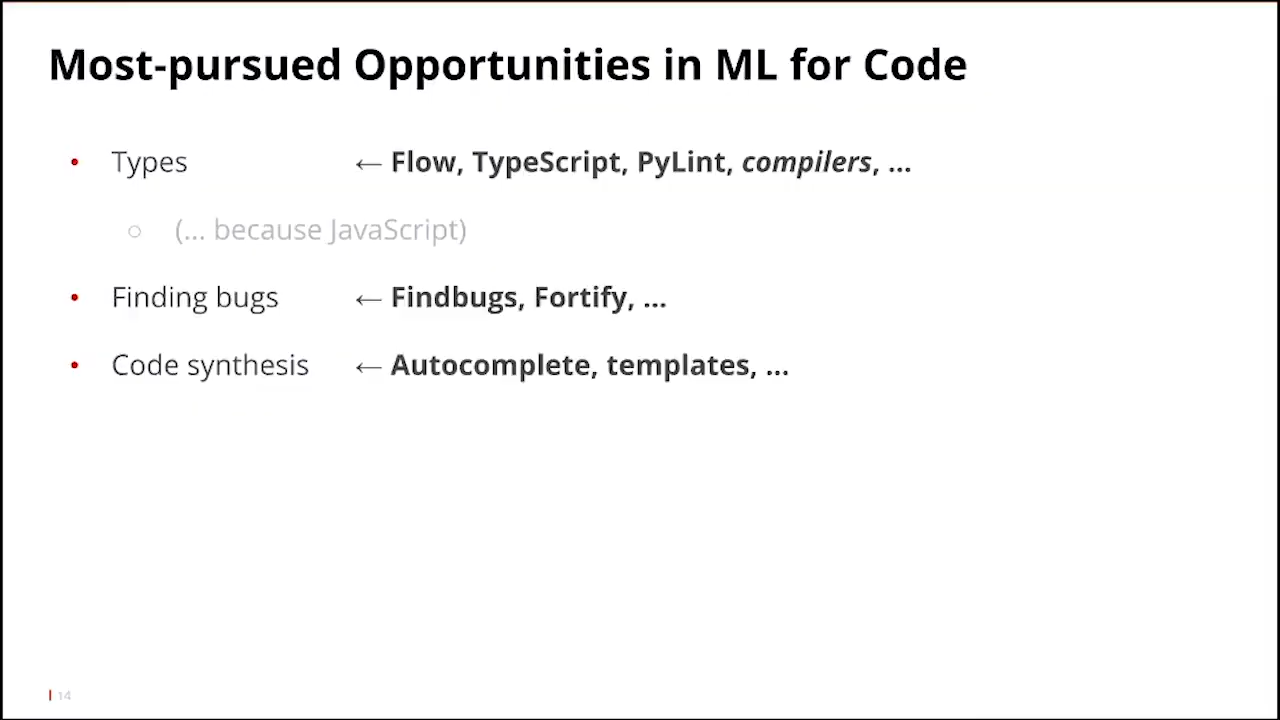 Most-pursued Opportunities in ML for Code
• Types ← Flow, TypeScript, PyLint, compilers, ...
○ (... because JavaScript)
• Finding bugs ← Findbugs, Fortify, ...
• Code synthesis ← Autocomplete, templates, ...
14